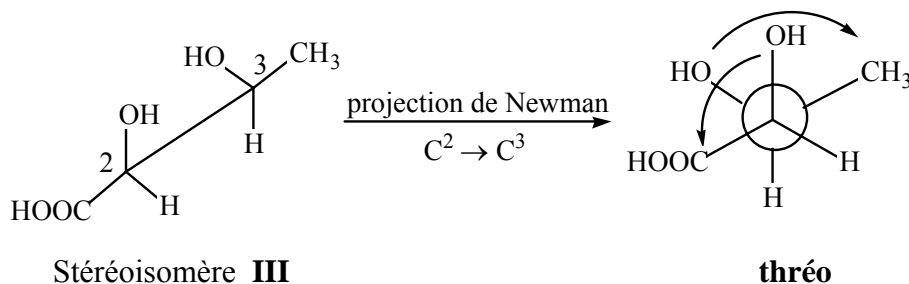 HO
CH3
3
OH
H
2
HOOC
H
Stéréoisomère III
projection de Newman
C2 → C3
OH
HO
CH3
HOOC
H
H
thréo